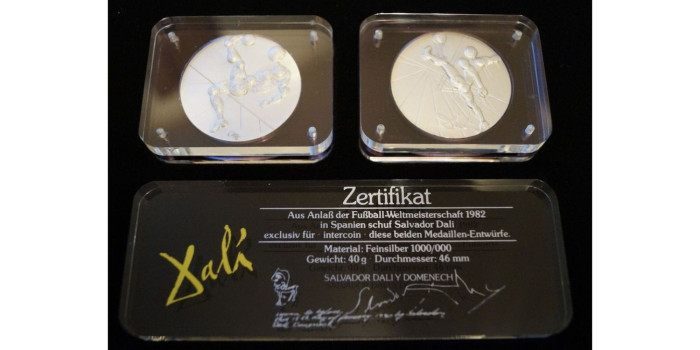 Zertifikat
Aus Anlaß der Fußball-Weltmeisterschaft 1982
in Spanien schuf Salvador Dali
exclusiv für · intercoin · diese beiden Medaillen-Entwürfe.
Material: Feinsilber 1000/000
Gewicht: 40 g Durchmesser: 46 mm
Dalí
SALVADOR DALI Y DOMENECH